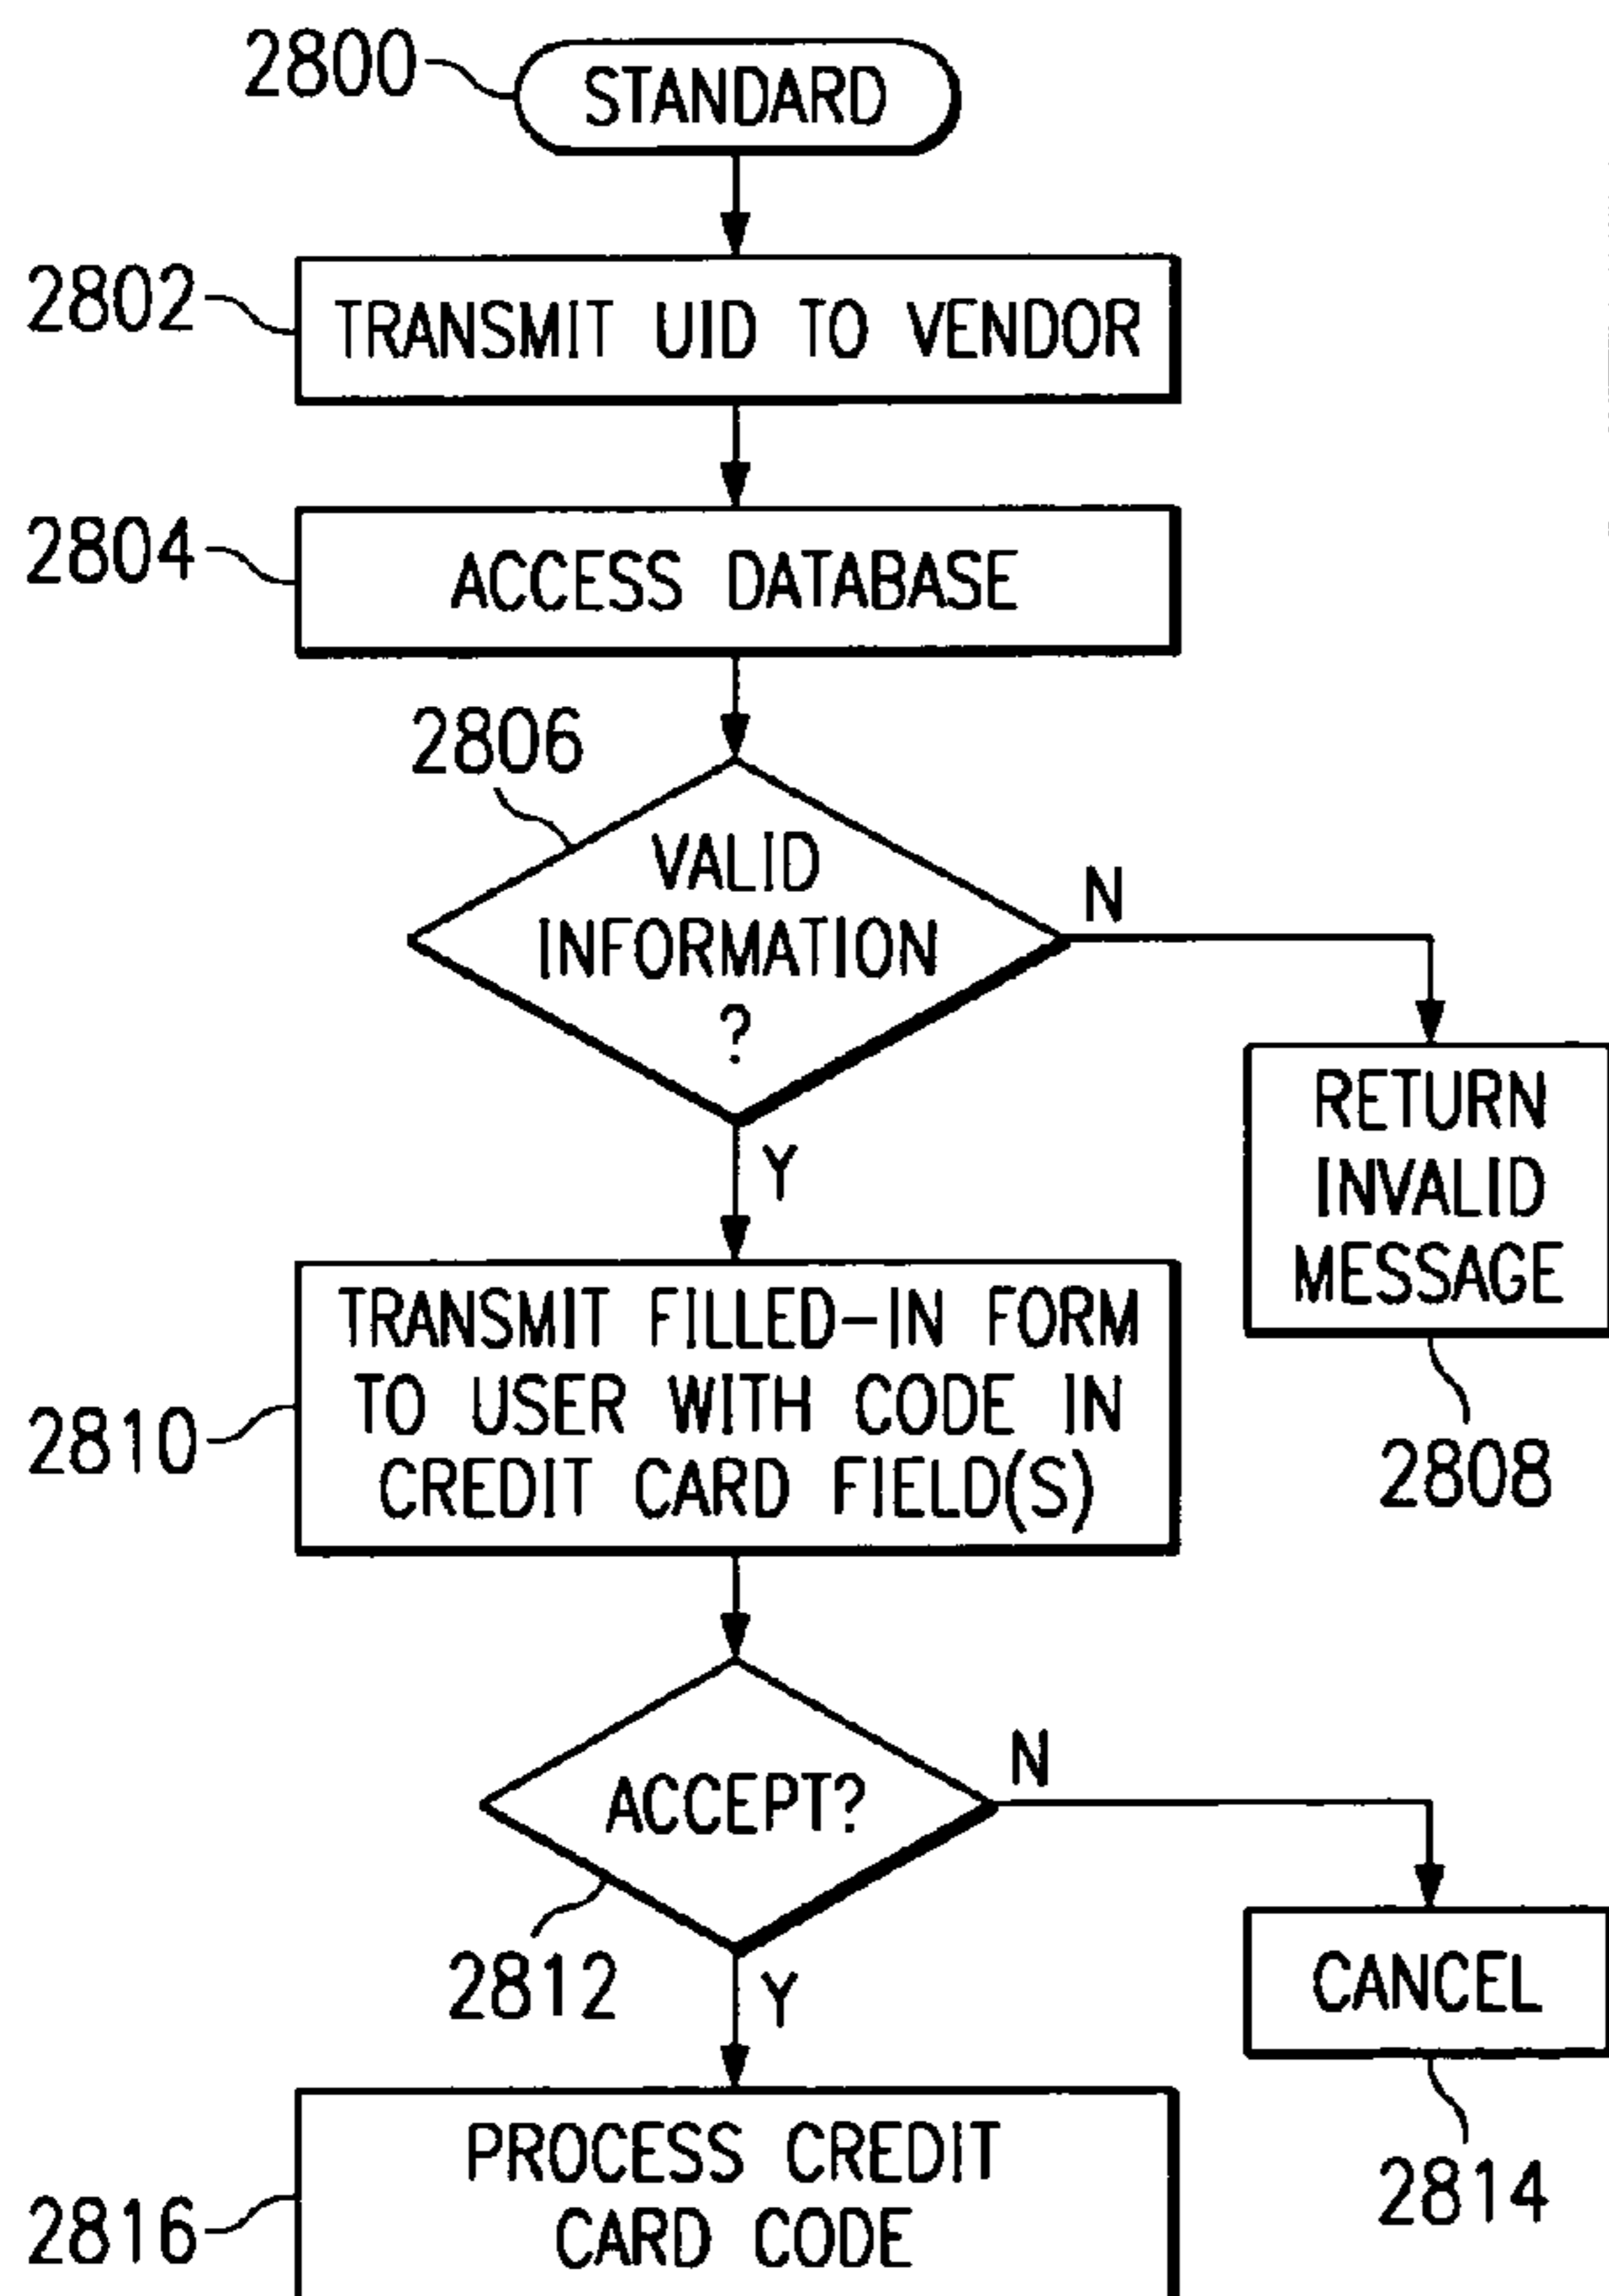 2800
STANDARD
2802
TRANSMIT UID TO VENDOR
2804
ACCESS DATABASE
2806
VALID
INFORMATION
?
N
Y
RETURN
INVALID
MESSAGE
2808
2810
TRANSMIT FILLED-IN FORM
TO USER WITH CODE IN
CREDIT CARD FIELD(S)
ACCEPT?
N
2812
Y
CANCEL
2814
2816
PROCESS CREDIT
CARD CODE